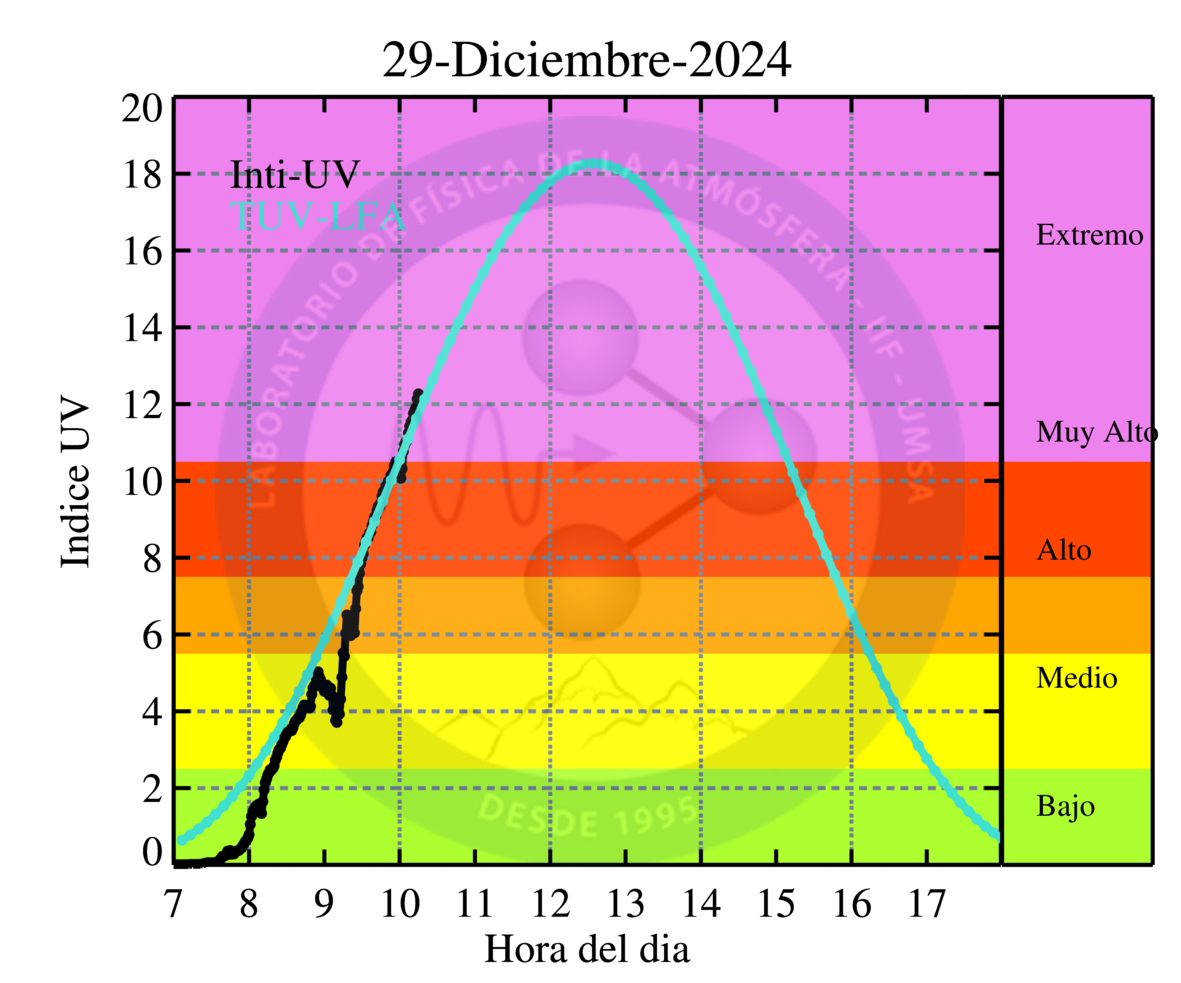 29-Diciembre-2024
20
18
16
14
12
10
8
6
4
2
0
Indice UV
Inti-UV
TUV-LFA
LABORATORIO DE FÍSICA DE LA ATMÓSFERA - IIF - UMSA
DESDE 1995
Extremo
Muy Alto
Alto
Medio
Bajo
7 8 9 10 11 12 13 14 15 16 17
Hora del dia